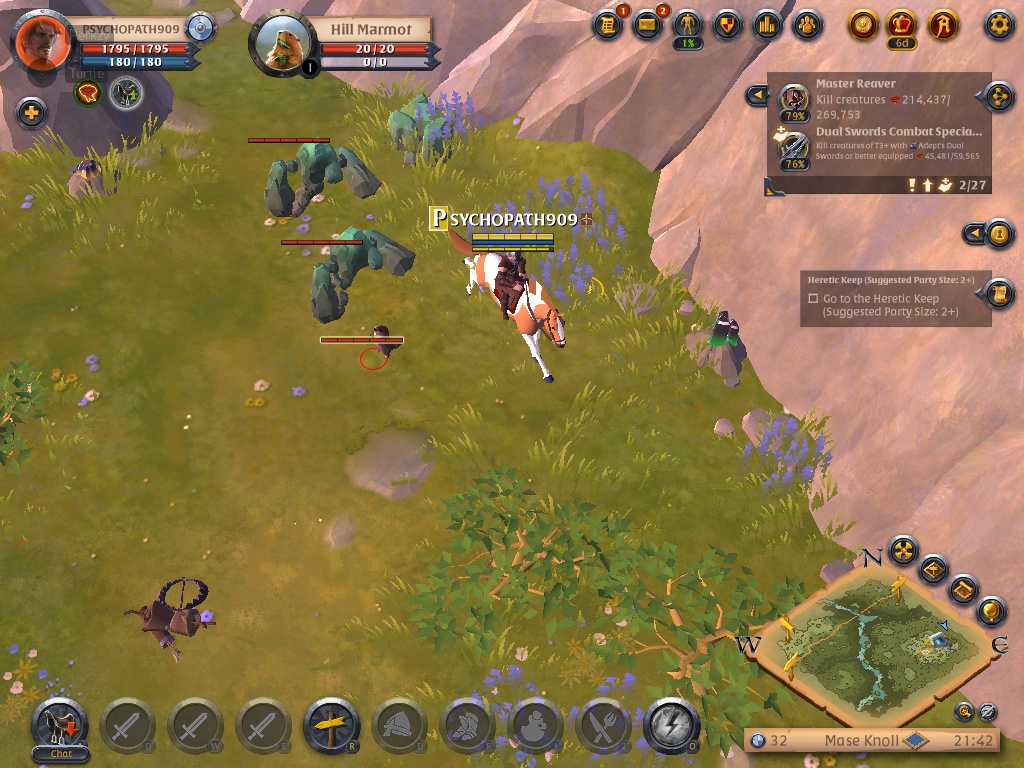 PSYCHOPATH909
1795 / 1795
180 / 180
Turtle
Hill Marmot
20 / 20
0 / 0
I
1
2
1%
6d
Master Reaver
Kill creatures 214,437/
269,753
79%
Dual Swords Combat Specia...
Kill creatures of T3+ with Adept's Dual
Swords or better equipped 45,481/59,565
76%
2/27
PSYCHOPATH909
Heretic Keep (Suggested Party Size: 2+)
Go to the Heretic Keep
(Suggested Party Size: 2+)
N
W
E
Chat
Q
W
E
R
D
F
O
32
Mase Knoll
21:42